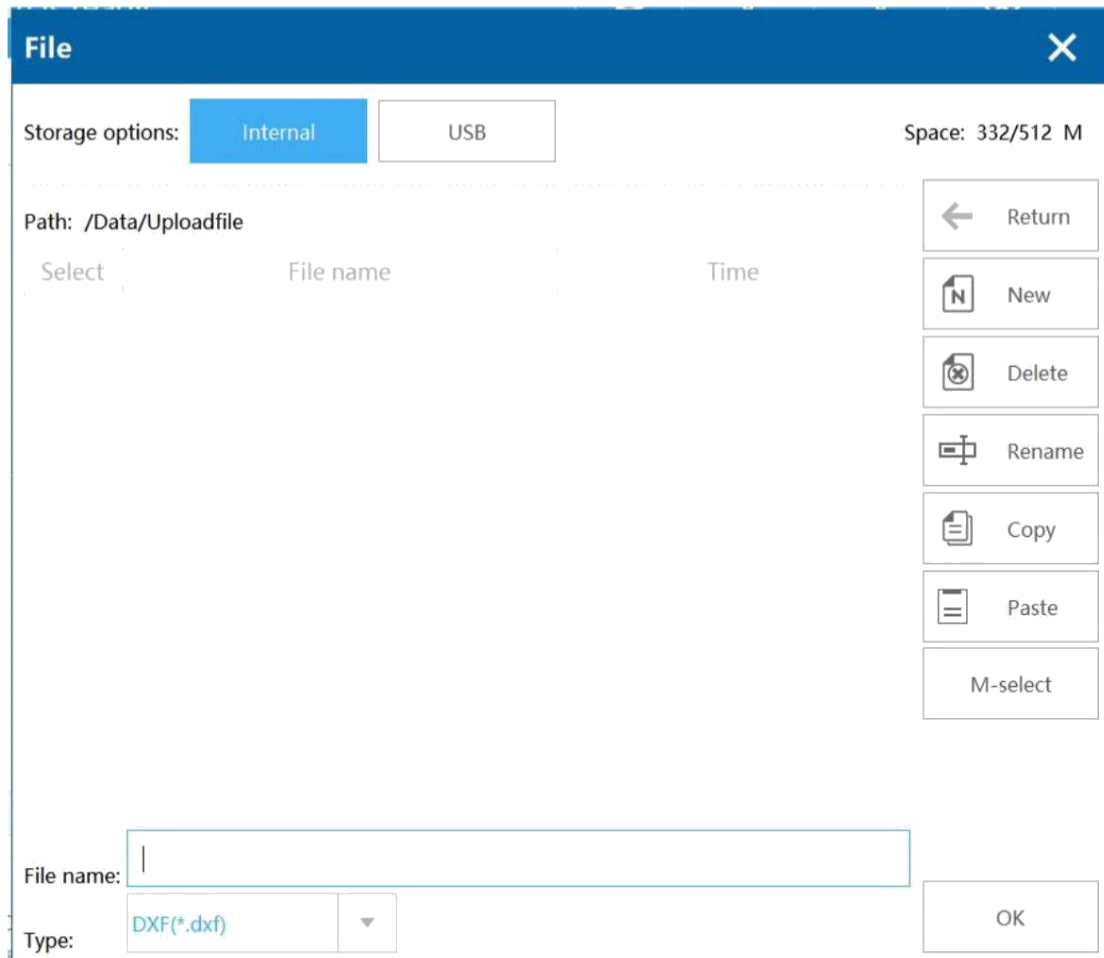 File
Storage options: Internal USB Space: 332/512 M
Path: /Data/Uploadfile
Return
Select File name Time
New
Delete
Rename
Copy
Paste
M-select
File name:
OK
Type: DXF(*.dxf)